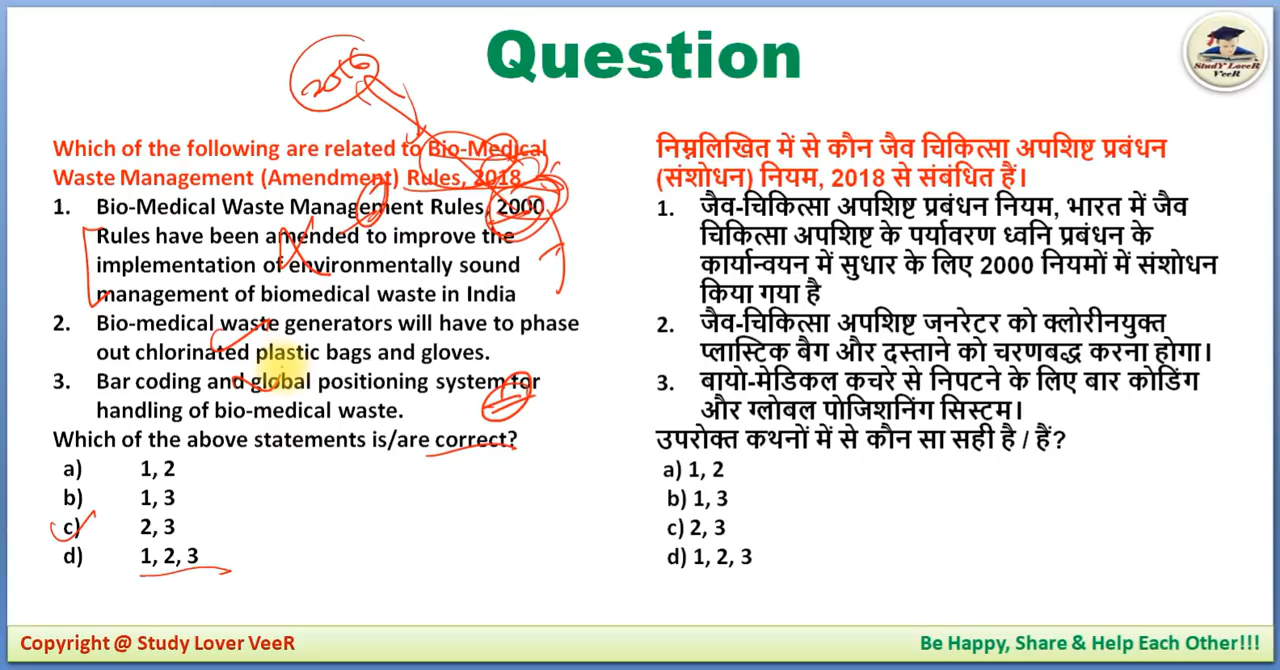 Question
StudY LoveR
VeeR
2016
Which of the following are related to Bio-Medical
Waste Management (Amendment) Rules, 2018
1. Bio-Medical Waste Management Rules, 2000
Rules have been amended to improve the
implementation of environmentally sound
management of biomedical waste in India
2. Bio-medical waste generators will have to phase
out chlorinated plastic bags and gloves.
3. Bar coding and global positioning system for
handling of bio-medical waste.
Which of the above statements is/are correct?
a) 1, 2
b) 1, 3
c) 2, 3
d) 1, 2, 3
निम्नलिखित में से कौन जैव चिकित्सा अपशिष्ट प्रबंधन
(संशोधन) नियम, 2018 से संबंधित हैं।
1. जैव-चिकित्सा अपशिष्ट प्रबंधन नियम, भारत में जैव
चिकित्सा अपशिष्ट के पर्यावरण ध्वनि प्रबंधन के
कार्यान्वयन में सुधार के लिए 2000 नियमों में संशोधन
किया गया है
2. जैव-चिकित्सा अपशिष्ट जनरेटर को क्लोरीनयुक्त
प्लास्टिक बैग और दस्ताने को चरणबद्ध करना होगा।
3. बायो-मेडिकल कचरे से निपटने के लिए बार कोडिंग
और ग्लोबल पोजिशनिंग सिस्टम।
उपरोक्त कथनों में से कौन सा सही है / हैं?
a) 1, 2
b) 1, 3
c) 2, 3
d) 1, 2, 3
Copyright @ Study Lover VeeR
Be Happy, Share & Help Each Other!!!